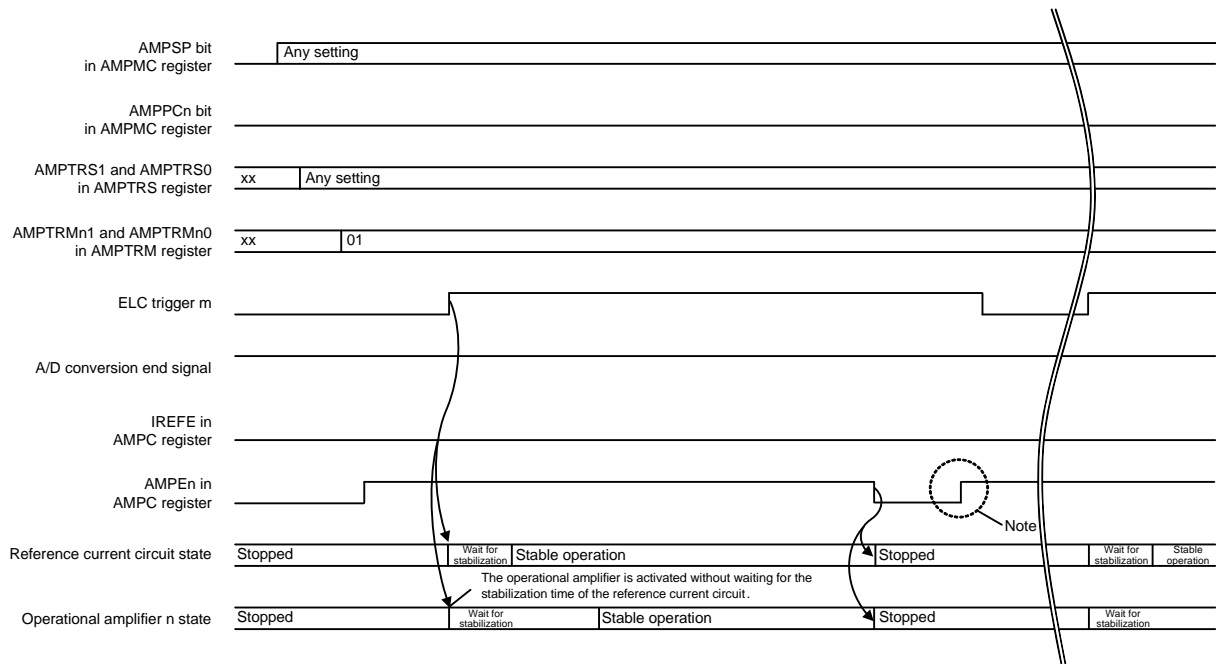 AMPSP bit
in AMPMC register
Any setting
AMPPCn bit
in AMPMC register
AMPTRS1 and AMPTRS0
in AMPTRS register
xx
Any setting
AMPTRMn1 and AMPTRMn0
in AMPTRM register
xx
01
ELC trigger m
A/D conversion end signal
IREFE in
AMPC register
AMPEn in
AMPC register
Note
Reference current circuit state
Stopped
Wait for
stabilization
Stable operation
Stopped
Wait for
stabilization
Stable
operation
The operational amplifier is activated without waiting for the
stabilization time of the reference current circuit.
Operational amplifier n state
Stopped
Wait for
stabilization
Stable operation
Stopped
Wait for
stabilization